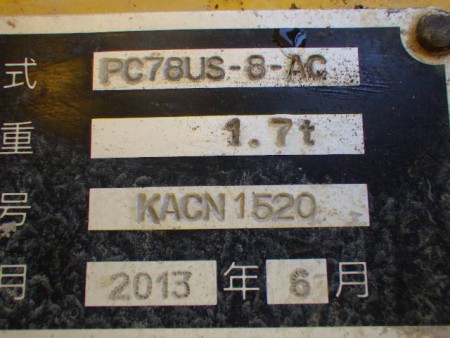 式 PC78US-8-AC
重 1.7t
号 KACN1520
月 2013 年 6 月